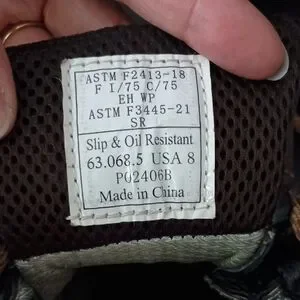 ASTM F2413-18
F I/75 C/75
EH WP
ASTM F3445-21
SR
Slip & Oil Resistant
63.068.5 USA 8
PO2406B
Made in China